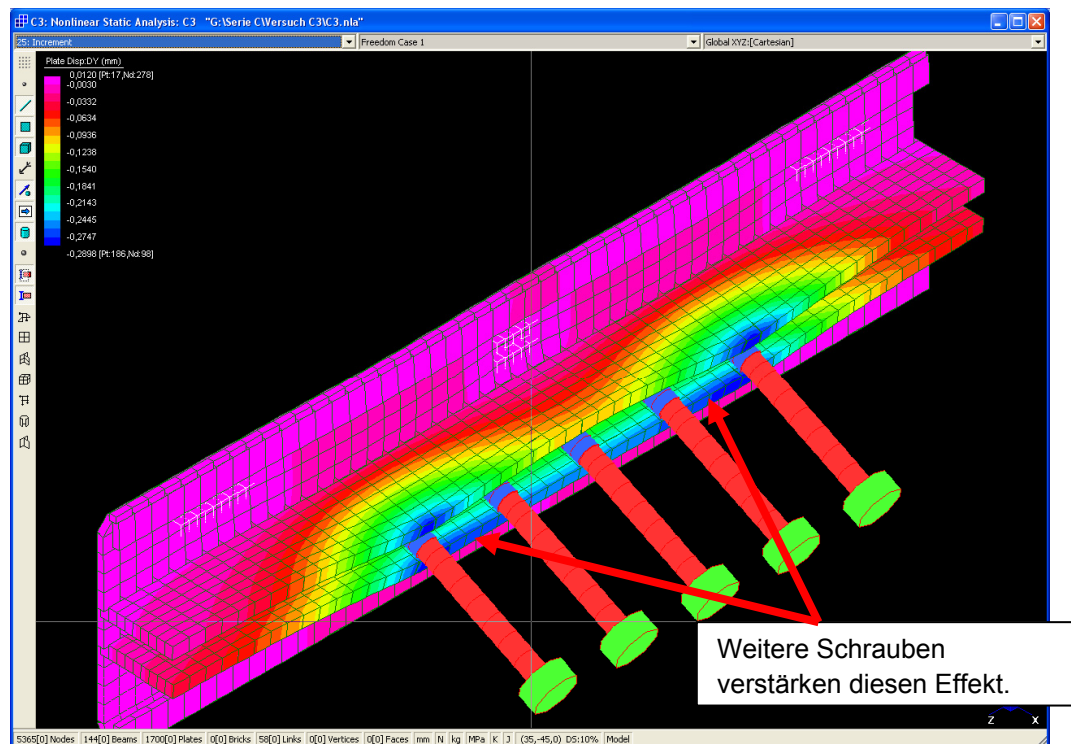 C3: Nonlinear Static Analysis: C3 "G:\Serie C\Versuch C3\C3.nla"
25: Increment
Freedom Case 1
Global XYZ:[Cartesian]
Plate Disp:DY (mm)
0,0120 [Pt:17,Nd:278]
-0,0030
-0,0332
-0,0634
-0,0936
-0,1238
-0,1540
-0,1841
-0,2143
-0,2445
-0,2747
-0,2898 [Pt:186,Nd:98]
Weitere Schrauben
verstärken diesen Effekt.
Z X
5365[0] Nodes 144[0] Beams 1700[0] Plates 0[0] Bricks 58[0] Links 0[0] Vertices 0[0] Faces mm N kg MPa K J (35,-45,0) DS:10% Model